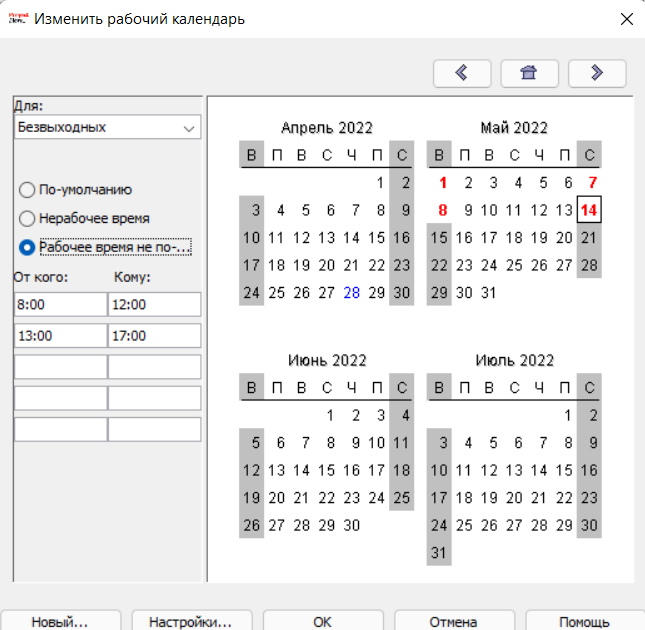 Изменить рабочий календарь
Для:
Безвыходных
По-умолчанию
Нерабочее время
Рабочее время не по-...
От кого: Кому:
8:00 12:00
13:00 17:00
Апрель 2022
В П В С Ч П С
1 2
3 4 5 6 7 8 9
10 11 12 13 14 15 16
17 18 19 20 21 22 23
24 25 26 27 28 29 30
Май 2022
В П В С Ч П С
1 2 3 4 5 6 7
8 9 10 11 12 13 14
15 16 17 18 19 20 21
22 23 24 25 26 27 28
29 30 31
Июнь 2022
В П В С Ч П С
1 2 3 4
5 6 7 8 9 10 11
12 13 14 15 16 17 18
19 20 21 22 23 24 25
26 27 28 29 30
Июль 2022
В П В С Ч П С
1 2
3 4 5 6 7 8 9
10 11 12 13 14 15 16
17 18 19 20 21 22 23
24 25 26 27 28 29 30
31
Новый... Настройки... ОК Отмена Помощь